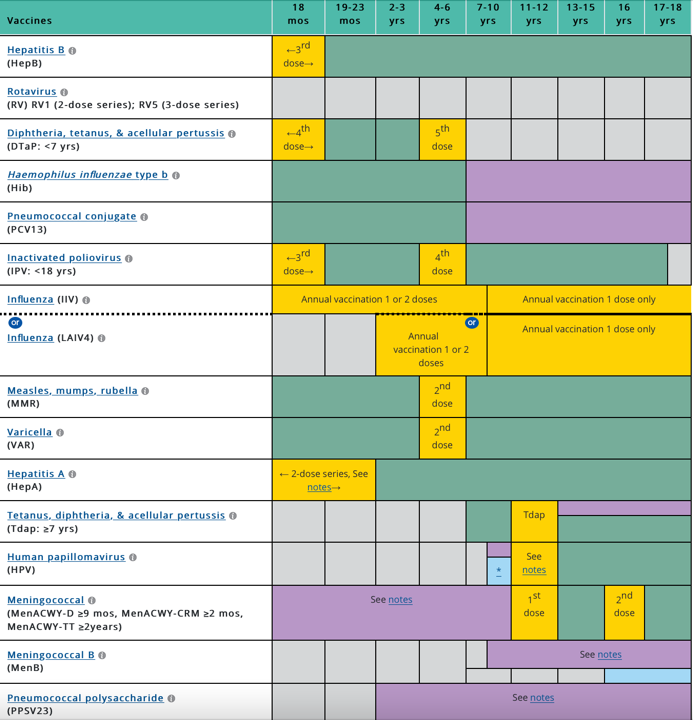 Vaccines
18 mos
19-23 mos
2-3 yrs
4-6 yrs
7-10 yrs
11-12 yrs
13-15 yrs
16 yrs
17-18 yrs
Hepatitis B i
(HepB)
←3rd
dose→
Rotavirus i
(RV) RV1 (2-dose series); RV5 (3-dose series)
Diphtheria, tetanus, & acellular pertussis i
(DTaP: <7 yrs)
←4th
dose→
5th
dose
Haemophilus influenzae type b i
(Hib)
Pneumococcal conjugate i
(PCV13)
Inactivated poliovirus i
(IPV: <18 yrs)
←3rd
dose→
4th
dose
Influenza (IIV) i
Annual vaccination 1 or 2 doses
Annual vaccination 1 dose only
or
or
Influenza (LAIV4) i
Annual
vaccination 1 or 2
doses
Annual vaccination 1 dose only
Measles, mumps, rubella i
(MMR)
2nd
dose
Varicella i
(VAR)
2nd
dose
Hepatitis A i
(HepA)
← 2-dose series, See
notes→
Tetanus, diphtheria, & acellular pertussis i
(Tdap: ≥7 yrs)
Tdap
Human papillomavirus i
(HPV)
*
See
notes
Meningococcal i
(MenACWY-D ≥9 mos, MenACWY-CRM ≥2 mos,
MenACWY-TT ≥2years)
See notes
1st
dose
2nd
dose
Meningococcal B i
(MenB)
See notes
Pneumococcal polysaccharide i
(PPSV23)
See notes